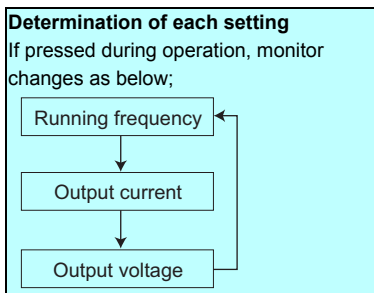 Determination of each setting
If pressed during operation, monitor
changes as below;
Running frequency
Output current
Output voltage